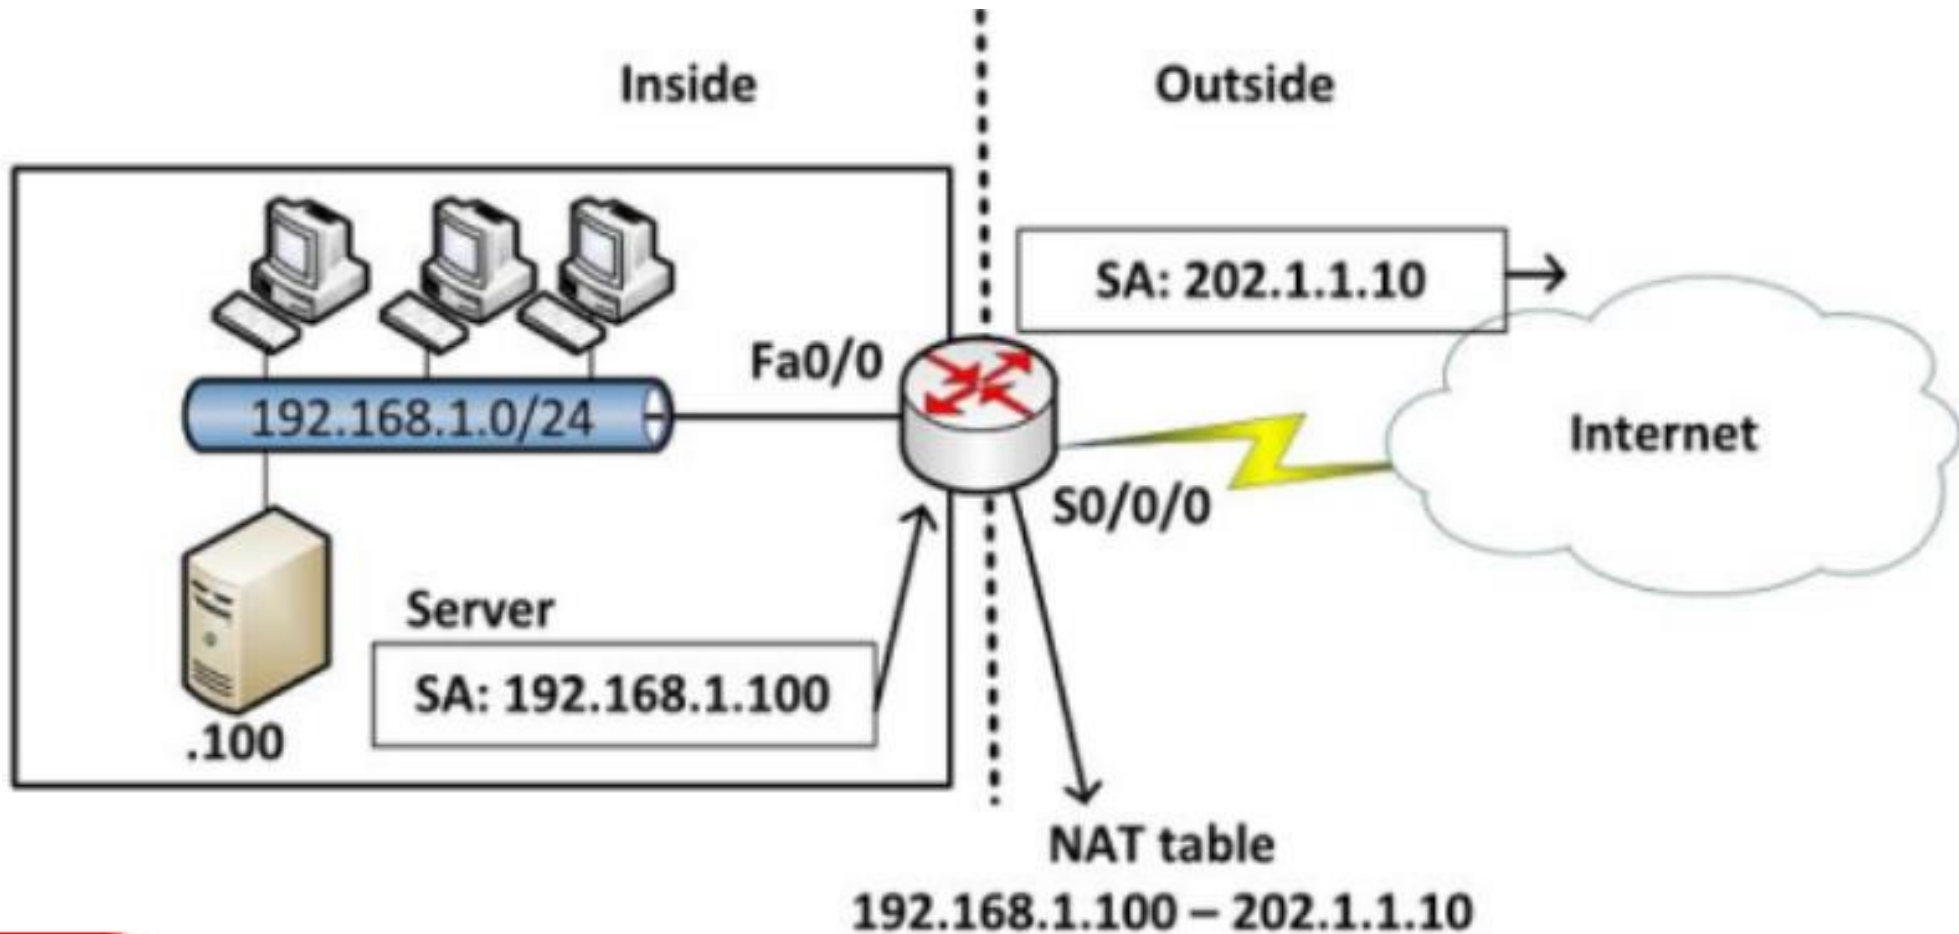 Inside
Outside
SA: 202.1.1.10
Fa0/0
192.168.1.0/24
Internet
S0/0/0
Server
SA: 192.168.1.100
.100
NAT table
192.168.1.100 – 202.1.1.10